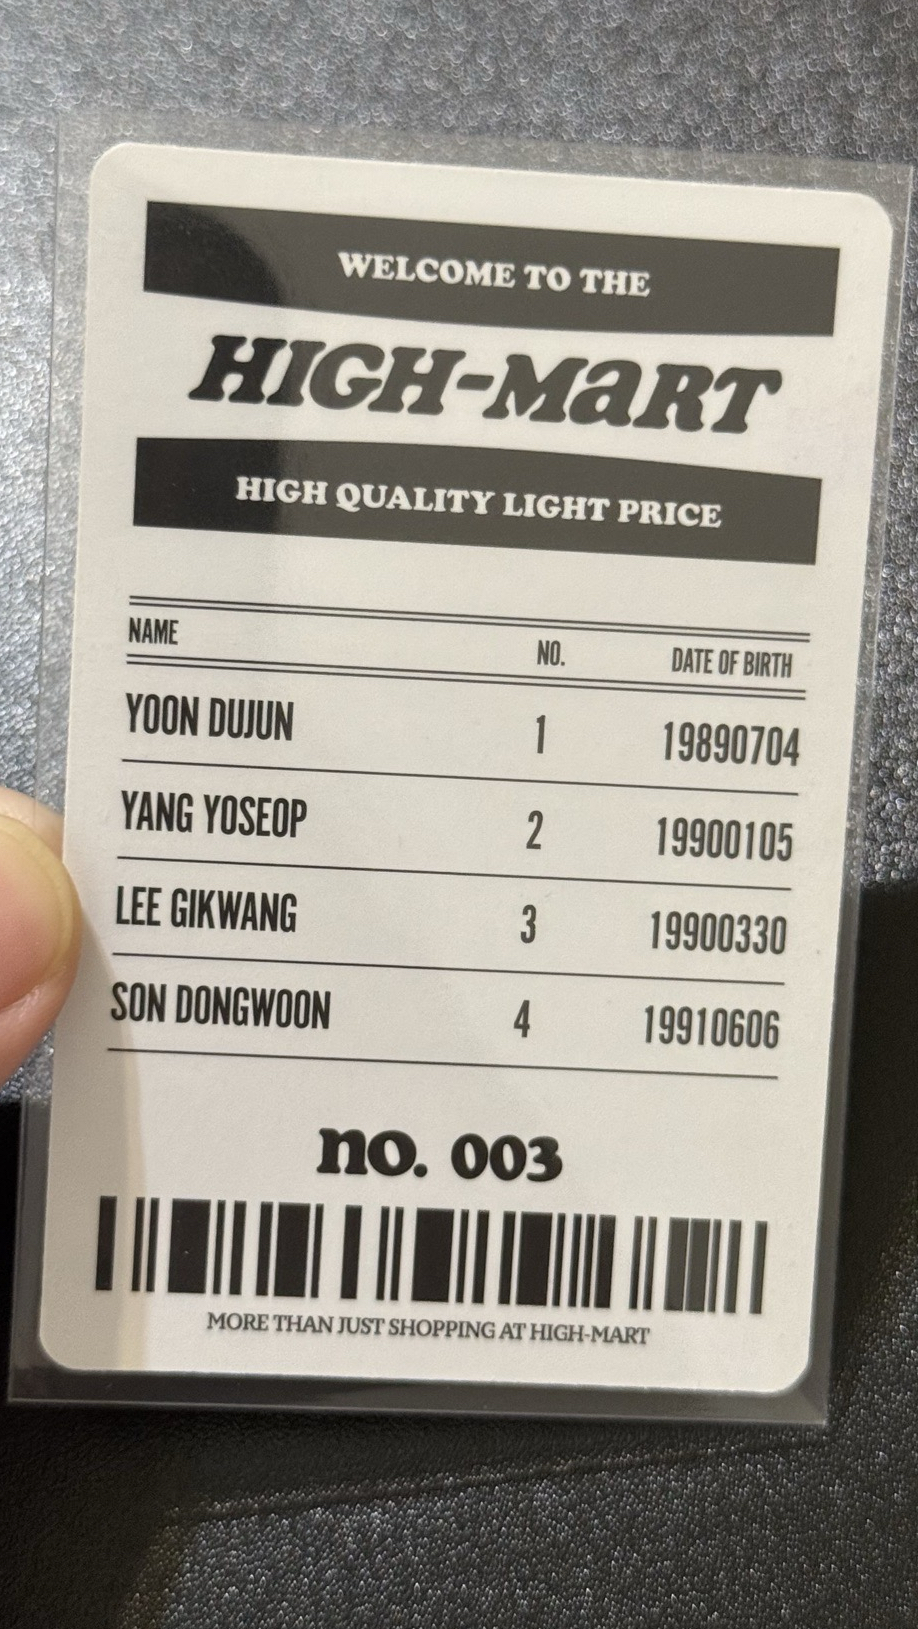 WELCOME TO THE
HIGH-MaRT
HIGH QUALITY LIGHT PRICE
NAME NO. DATE OF BIRTH
YOON DUJUN 1 19890704
YANG YOSEOP 2 19900105
LEE GIKWANG 3 19900330
SON DONGWOON 4 19910606
no. 003
MORE THAN JUST SHOPPING AT HIGH-MART